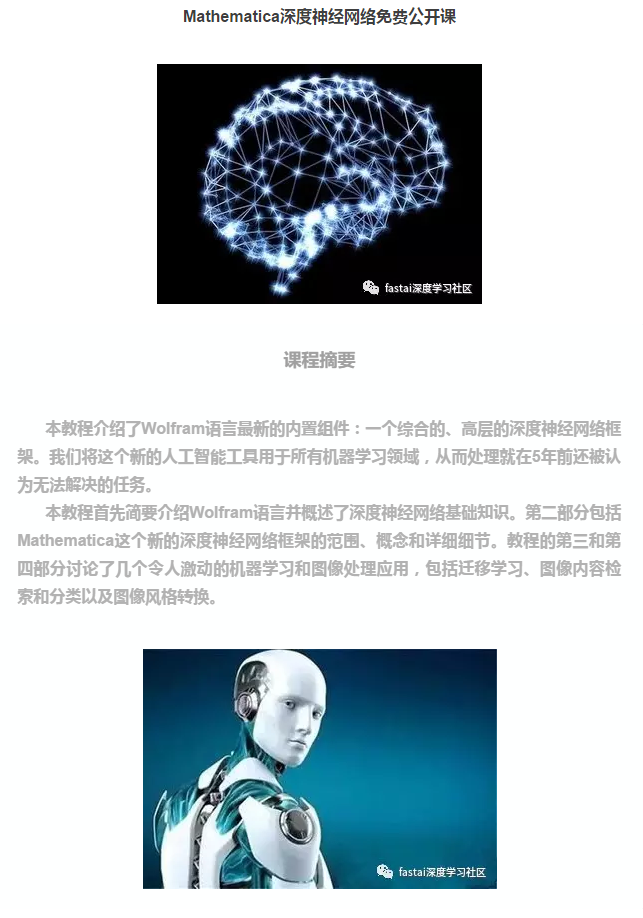 Mathematica深度神经网络免费公开课
fastai深度学习社区
课程摘要
本教程介绍了Wolfram语言最新的内置组件：一个综合的、高层的深度神经网络框
架。我们将这个新的人工智能工具用于所有机器学习领域，从而处理就在5年前还被认
为无法解决的任务。
本教程首先简要介绍Wolfram语言并概述了深度神经网络基础知识。第二部分包括
Mathematica这个新的深度神经网络框架的范围、概念和详细细节。教程的第三和第
四部分讨论了几个令人激动的机器学习和图像处理应用，包括迁移学习、图像内容检
索和分类以及图像风格转换。
fastai深度学习社区